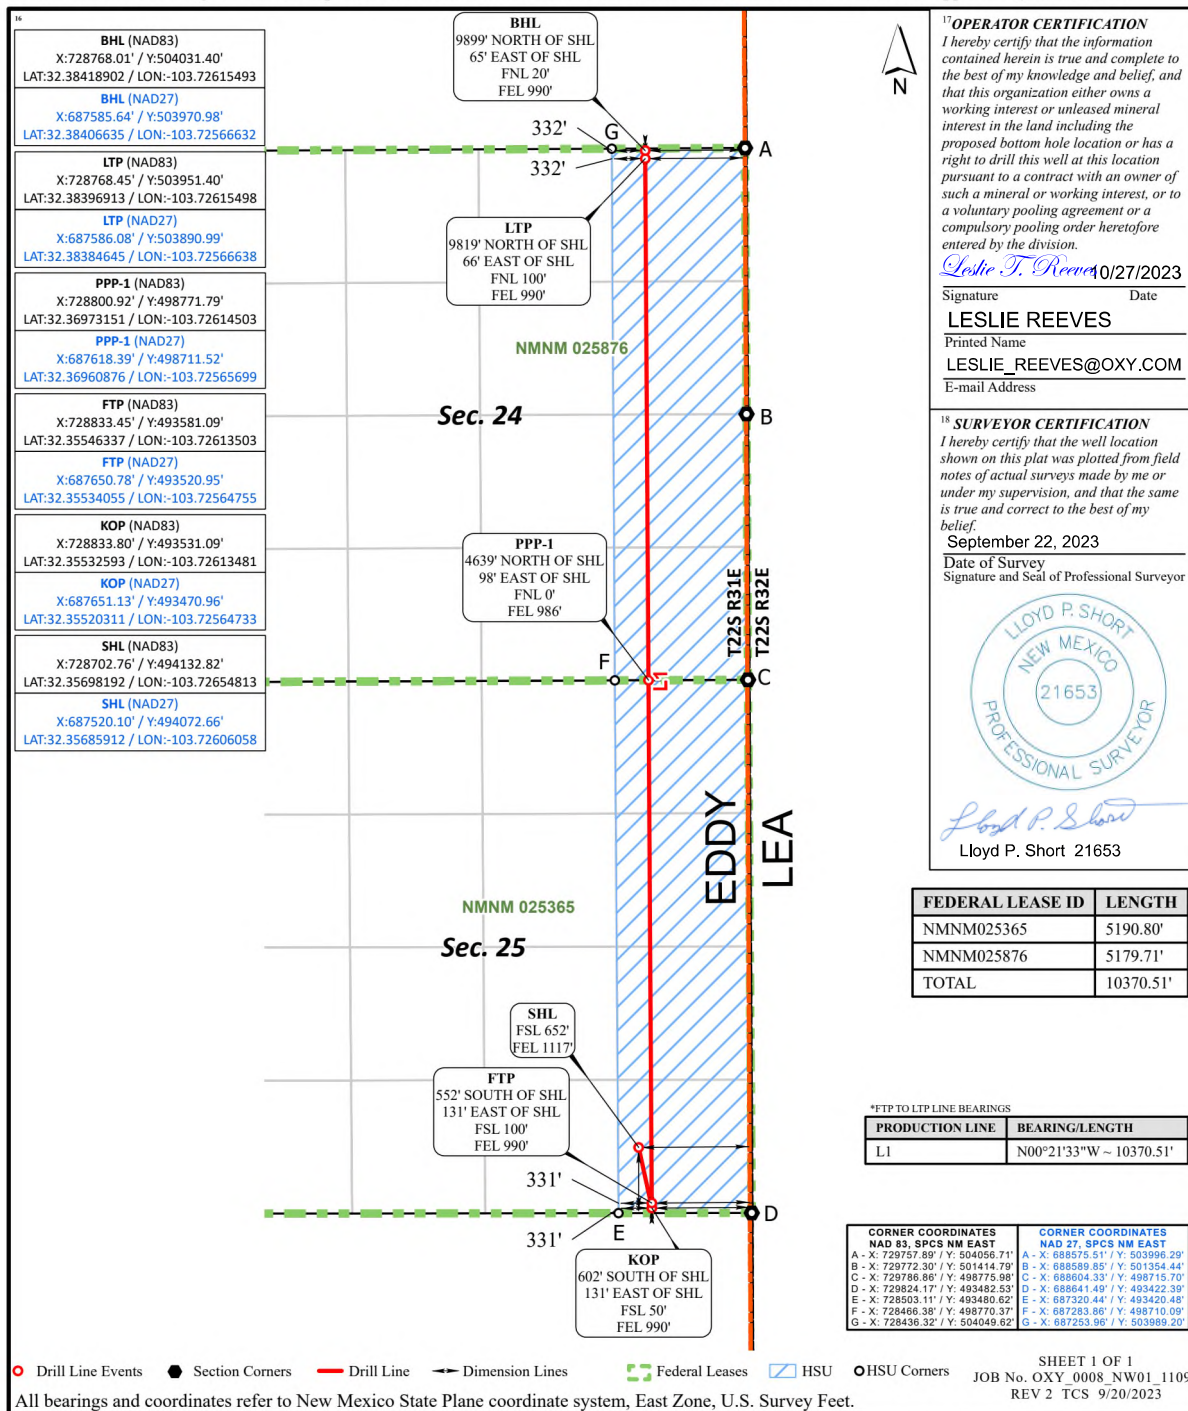 16
BHL (NAD83)
X:728768.01' / Y:504031.40'
LAT:32.38418902 / LON:-103.72615493
BHL (NAD27)
X:687585.64' / Y:503970.98'
LAT:32.38406635 / LON:-103.72566632
LTP (NAD83)
X:728768.45' / Y:503951.40'
LAT:32.38396913 / LON:-103.72615498
LTP (NAD27)
X:687586.08' / Y:503890.99'
LAT:32.38384645 / LON:-103.72566638
PPP-1 (NAD83)
X:728800.92' / Y:498771.79'
LAT:32.36973151 / LON:-103.72614503
PPP-1 (NAD27)
X:687618.39' / Y:498711.52'
LAT:32.36960876 / LON:-103.72565699
FTP (NAD83)
X:728833.45' / Y:493581.09'
LAT:32.35546337 / LON:-103.72613503
FTP (NAD27)
X:687650.78' / Y:493520.95'
LAT:32.35534055 / LON:-103.72564755
KOP (NAD83)
X:728833.80' / Y:493531.09'
LAT:32.35532593 / LON:-103.72613481
KOP (NAD27)
X:687651.13' / Y:493470.96'
LAT:32.35520311 / LON:-103.72564733
SHL (NAD83)
X:728702.76' / Y:494132.82'
LAT:32.35698192 / LON:-103.72654813
SHL (NAD27)
X:687520.10' / Y:494072.66'
LAT:32.35685912 / LON:-103.72606058
BHL
9899' NORTH OF SHL
65' EAST OF SHL
FNL 20'
FEL 990'
N
332'
G
A
332'
LTP
9819' NORTH OF SHL
66' EAST OF SHL
FNL 100'
FEL 990'
NMNM 025876
Sec. 24
B
PPP-1
4639' NORTH OF SHL
98' EAST OF SHL
FNL 0'
FEL 986'
T22S R31E
T22S R32E
F
L1
C
EDDY
LEA
NMNM 025365
Sec. 25
SHL
FSL 652'
FEL 1117'
FTP
552' SOUTH OF SHL
131' EAST OF SHL
FSL 100'
FEL 990'
331'
E
D
331'
KOP
602' SOUTH OF SHL
131' EAST OF SHL
FSL 50'
FEL 990'
17 OPERATOR CERTIFICATION
I hereby certify that the information
contained herein is true and complete to
the best of my knowledge and belief, and
that this organization either owns a
working interest or unleased mineral
interest in the land including the
proposed bottom hole location or has a
right to drill this well at this location
pursuant to a contract with an owner of
such a mineral or working interest, or to
a voluntary pooling agreement or a
compulsory pooling order heretofore
entered by the division.
Leslie T. Reeves 10/27/2023
Signature Date
LESLIE REEVES
Printed Name
LESLIE_REEVES@OXY.COM
E-mail Address
18 SURVEYOR CERTIFICATION
I hereby certify that the well location
shown on this plat was plotted from field
notes of actual surveys made by me or
under my supervision, and that the same
is true and correct to the best of my
belief.
September 22, 2023
Date of Survey
Signature and Seal of Professional Surveyor
LLOYD P. SHORT
NEW MEXICO
21653
PROFESSIONAL SURVEYOR
Lloyd P. Short
Lloyd P. Short 21653
FEDERAL LEASE ID LENGTH
NMNM025365 5190.80'
NMNM025876 5179.71'
TOTAL 10370.51'
*FTP TO LTP LINE BEARINGS
PRODUCTION LINE BEARING/LENGTH
L1 N00°21'33"W ~ 10370.51'
CORNER COORDINATES
NAD 83, SPCS NM EAST
A - X: 729757.89' / Y: 504056.71'
B - X: 729772.30' / Y: 501414.79'
C - X: 729786.86' / Y: 498775.98'
D - X: 729824.17' / Y: 493482.53'
E - X: 728503.11' / Y: 493480.62'
F - X: 728466.38' / Y: 498770.37'
G - X: 728436.32' / Y: 504049.62'
CORNER COORDINATES
NAD 27, SPCS NM EAST
A - X: 688575.51' / Y: 503996.29'
B - X: 688589.85' / Y: 501354.44'
C - X: 688604.33' / Y: 498715.70'
D - X: 688641.49' / Y: 493422.39'
E - X: 687320.44' / Y: 493420.48'
F - X: 687283.86' / Y: 498710.09'
G - X: 687253.96' / Y: 503989.20'
Drill Line Events Section Corners Drill Line Dimension Lines Federal Leases HSU HSU Corners
SHEET 1 OF 1
JOB No. OXY_0008_NW01_1109
REV 2 TCS 9/20/2023
All bearings and coordinates refer to New Mexico State Plane coordinate system, East Zone, U.S. Survey Feet.